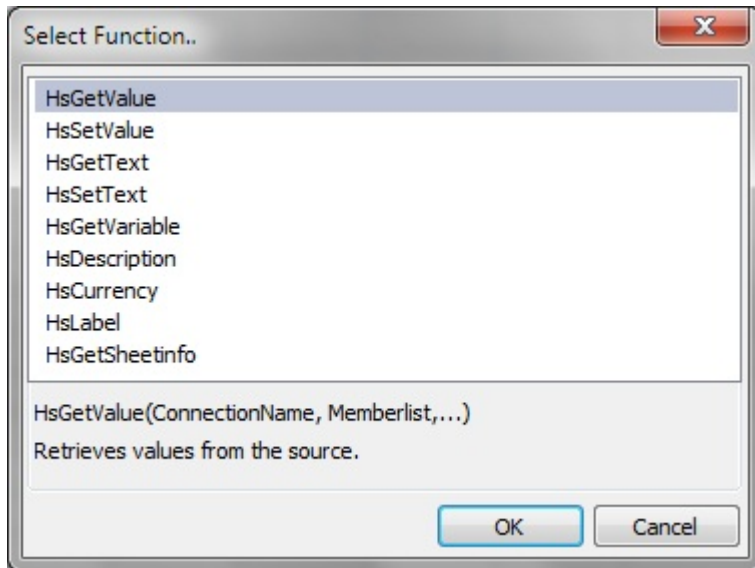 Select Function..
HsGetValue
HsSetValue
HsGetText
HsSetText
HsGetVariable
HsDescription
HsCurrency
HsLabel
HsGetSheetinfo
HsGetValue(ConnectionName, Memberlist,...)
Retrieves values from the source.
OK
Cancel